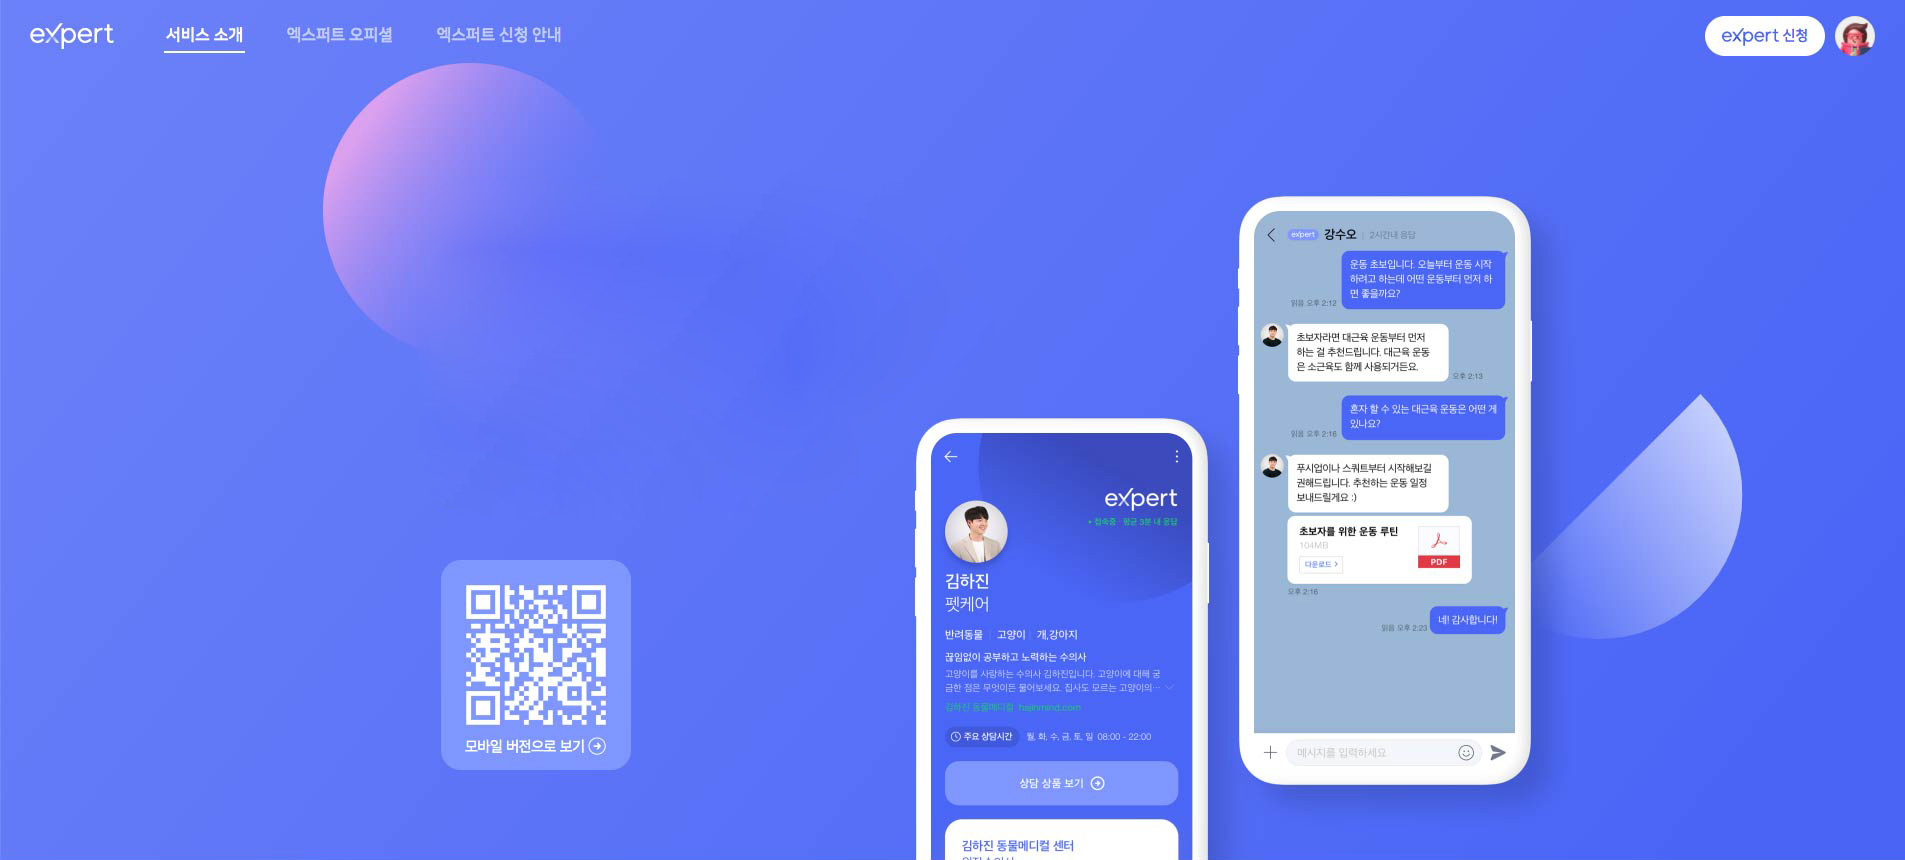 expert
서비스 소개
엑스퍼트 오피셜
엑스퍼트 신청 안내
expert 신청
모바일 버전으로 보기
expert
• 접속중 · 평균 3분 내 응답
김하진
펫케어
반려동물 | 고양이 | 개,강아지
끊임없이 공부하고 노력하는 수의사
고양이를 사랑하는 수의사 김하진입니다. 고양이에 대해 궁
금한 점은 무엇이든 물어보세요. 집사도 모르는 고양이의…
김하진 동물메디컬 hajinmind.com
주요 상담시간
월, 화, 수, 금, 토, 일 08:00 - 22:00
상담 상품 보기
김하진 동물메디컬 센터
expert 강수오 | 2시간내 응답
운동 초보입니다. 오늘부터 운동 시작
하려고 하는데 어떤 운동부터 먼저 하
면 좋을까요?
읽음 오후 2:12
초보자라면 대근육 운동부터 먼저
하는 걸 추천드립니다. 대근육 운동
은 소근육도 함께 사용되거든요.
오후 2:13
혼자 할 수 있는 대근육 운동은 어떤 게
있나요?
읽음 오후 2:16
푸시업이나 스쿼트부터 시작해보길
권해드립니다. 추천하는 운동 일정
보내드릴게요 :)
초보자를 위한 운동 루틴
104MB
다운로드 >
PDF
오후 2:16
네! 감사합니다!
읽음 오후 2:23
메시지를 입력하세요